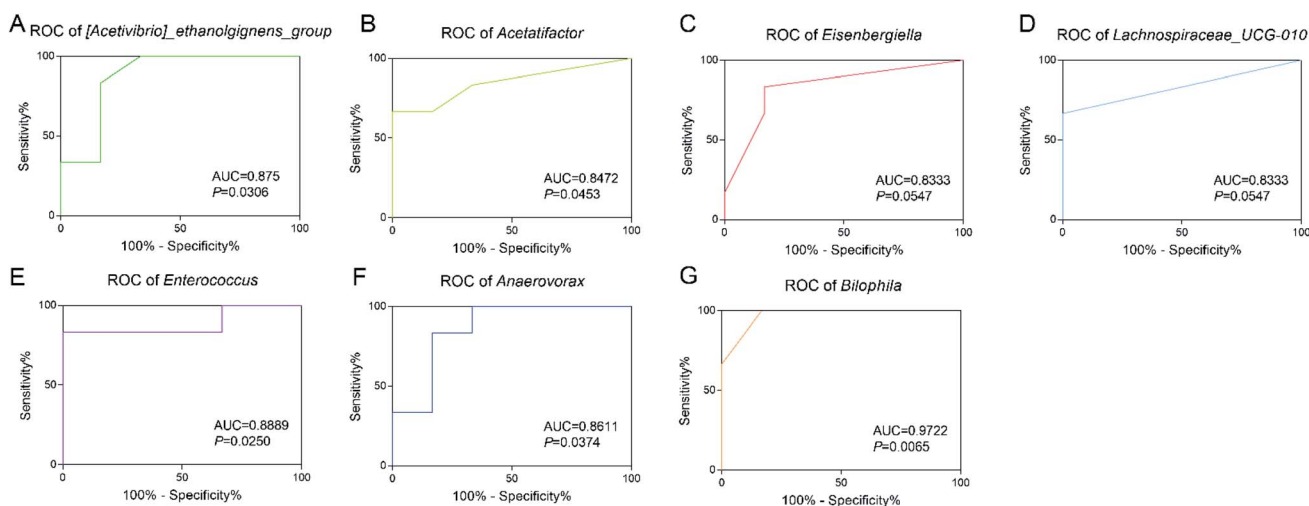 A
ROC of [Acetivibrio]_ethanolgignens_group
100
50
0
Sensitivity%
AUC=0.875
P=0.0306
0
50
100
100% - Specificity%
B
ROC of Acetatifactor
100
50
0
Sensitivity%
AUC=0.8472
P=0.0453
0
50
100
100% - Specificity%
C
ROC of Eisenbergiella
100
50
0
Sensitivity%
AUC=0.8333
P=0.0547
0
50
100
100% - Specificity%
D
ROC of Lachnospiraceae_UCG-010
100
50
0
Sensitivity%
AUC=0.8333
P=0.0547
0
50
100
100% - Specificity%
E
ROC of Enterococcus
100
50
0
Sensitivity%
AUC=0.8889
P=0.0250
0
50
100
100% - Specificity%
F
ROC of Anaerovorax
100
50
0
Sensitivity%
AUC=0.8611
P=0.0374
0
50
100
100% - Specificity%
G
ROC of Bilophila
100
50
0
Sensitivity%
AUC=0.9722
P=0.0065
0
50
100
100% - Specificity%